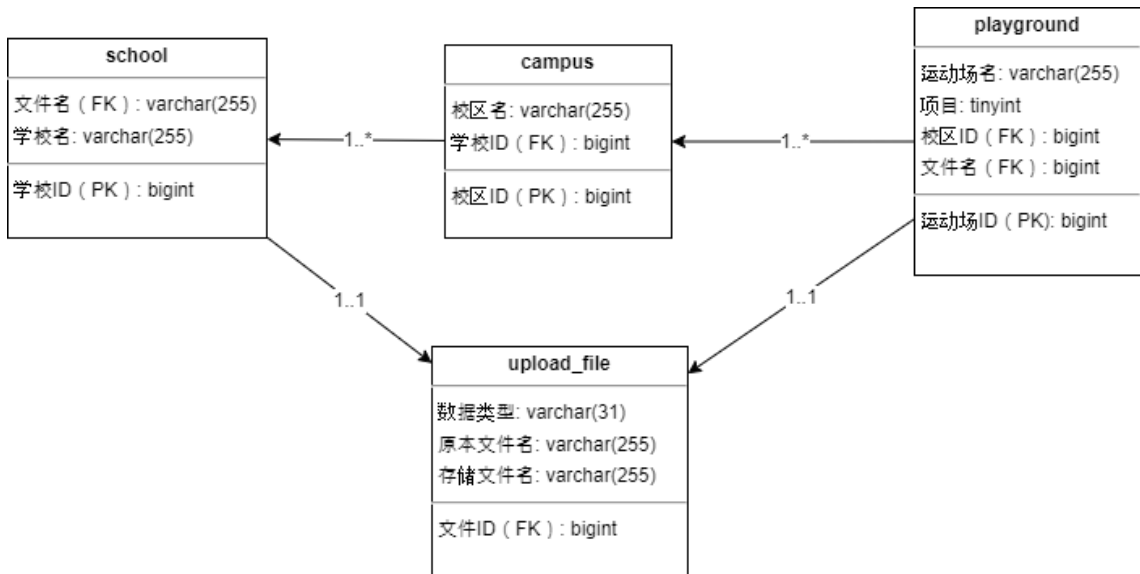 school
文件名（FK）: varchar(255)
学校名: varchar(255)
学校ID（PK）: bigint
1..*
campus
校区名: varchar(255)
学校ID（FK）: bigint
校区ID（PK）: bigint
1..*
playground
运动场名: varchar(255)
项目: tinyint
校区ID（FK）: bigint
文件名（FK）: bigint
运动场ID（PK): bigint
1..1
1..1
upload_file
数据类型: varchar(31)
原本文件名: varchar(255)
存储文件名: varchar(255)
文件ID（FK）: bigint